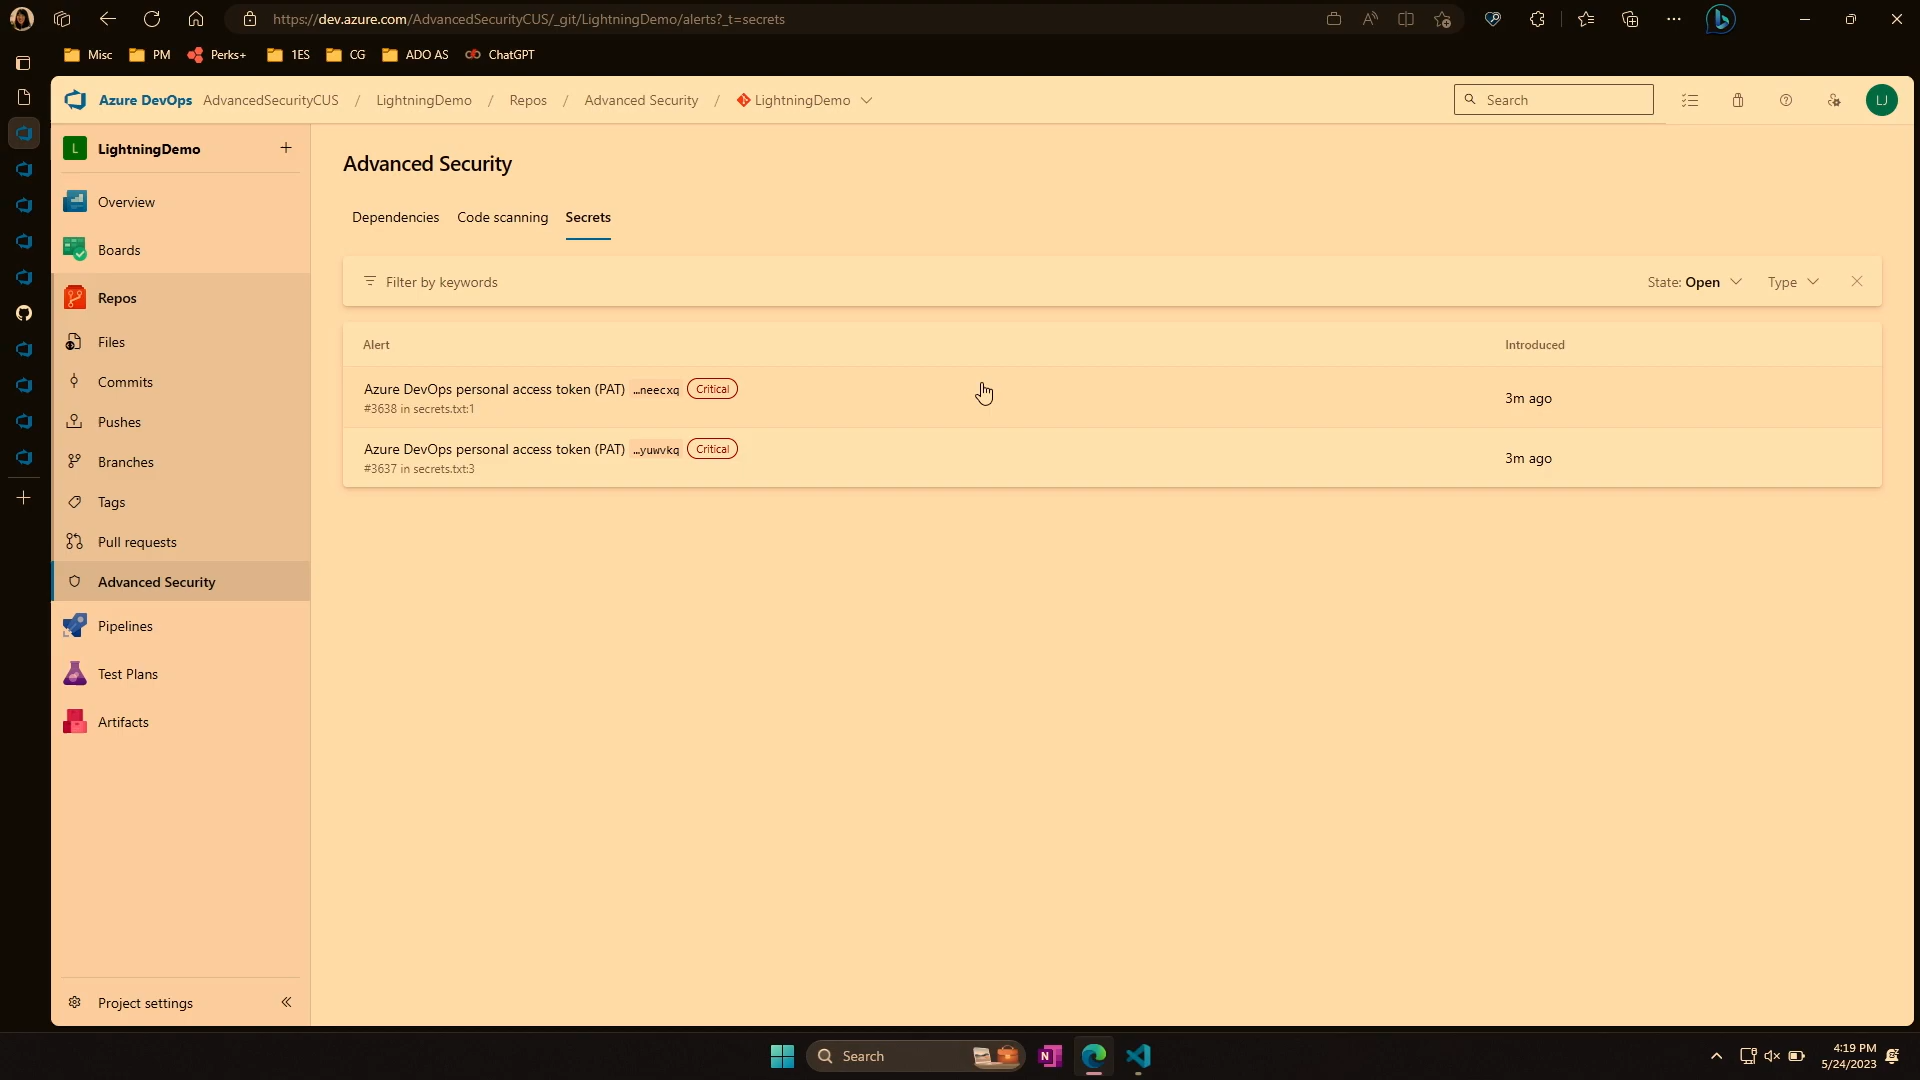 https://dev.azure.com/AdvancedSecurityCUS/_git/LightningDemo/alerts?_t=secrets
Misc PM Perks+ 1ES CG ADO AS ChatGPT
Azure DevOps AdvancedSecurityCUS / LightningDemo / Repos / Advanced Security / LightningDemo
Search
LJ
L LightningDemo
Overview
Boards
Repos
Files
Commits
Pushes
Branches
Tags
Pull requests
Advanced Security
Pipelines
Test Plans
Artifacts
Project settings
Advanced Security
Dependencies Code scanning Secrets
Filter by keywords State: Open Type
Alert Introduced
Azure DevOps personal access token (PAT) …neecxq Critical
#3638 in secrets.txt:1
3m ago
Azure DevOps personal access token (PAT) …yuwvkq Critical
#3637 in secrets.txt:3
3m ago
Search
N
4:19 PM
5/24/2023